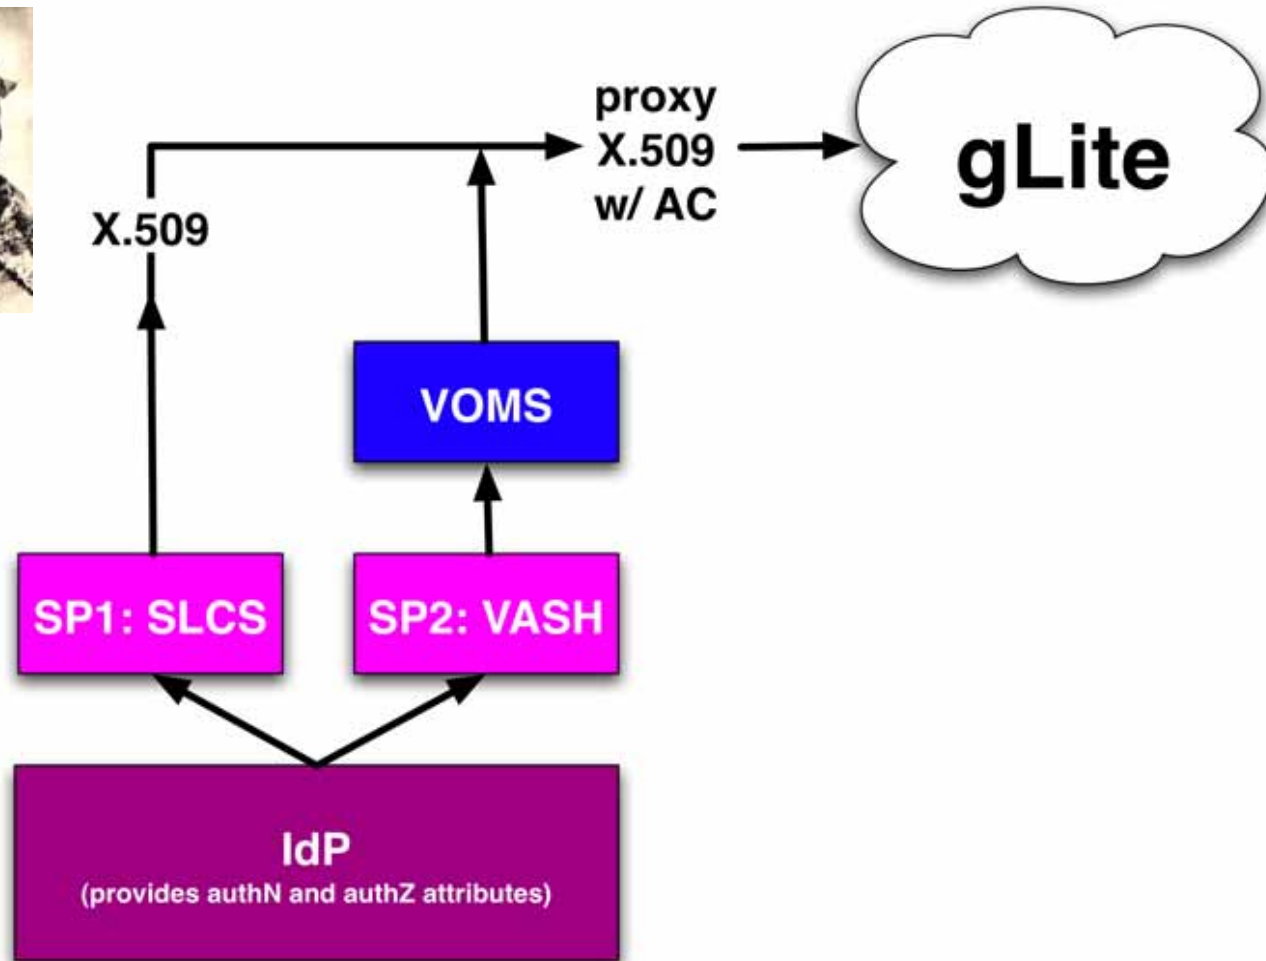 proxy
X.509
w/ AC
gLite
X.509
VOMS
SP1: SLCS
SP2: VASH
IdP
(provides authN and authZ attributes)